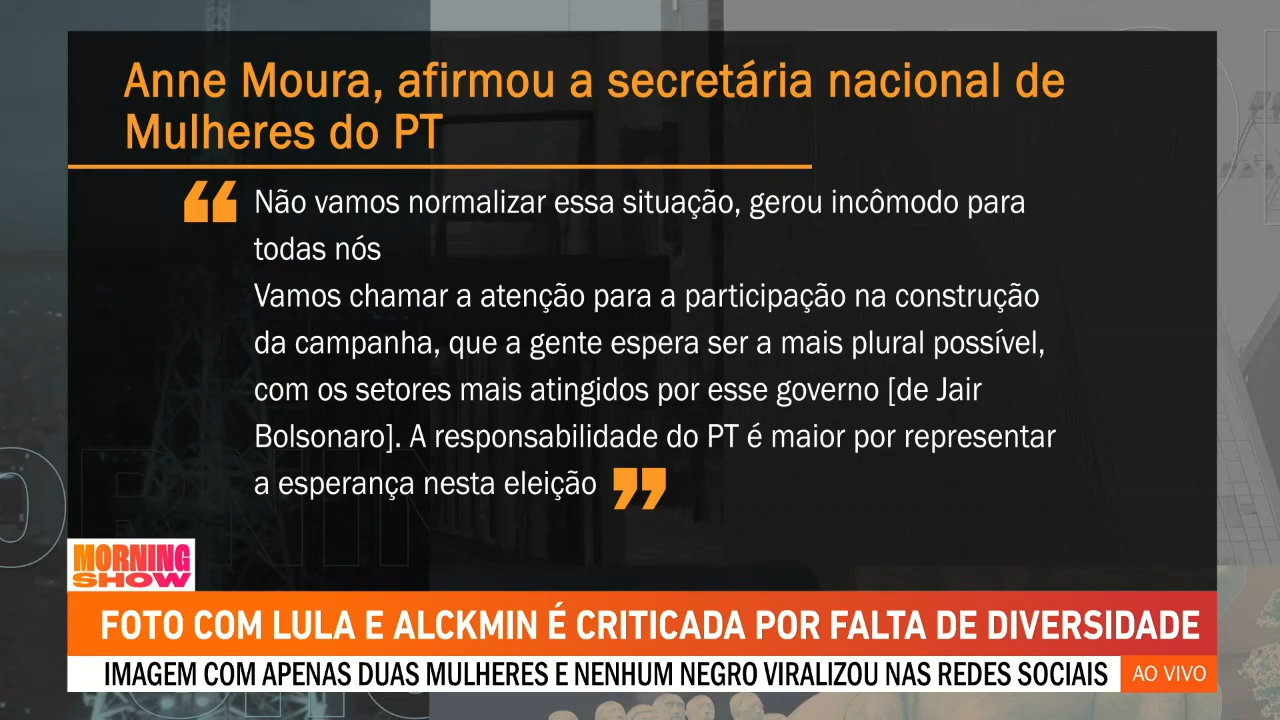 Anne Moura, afirmou a secretária nacional de
Mulheres do PT
“ Não vamos normalizar essa situação, gerou incômodo para
todas nós
Vamos chamar a atenção para a participação na construção
da campanha, que a gente espera ser a mais plural possível,
com os setores mais atingidos por esse governo [de Jair
Bolsonaro]. A responsabilidade do PT é maior por representar
a esperança nesta eleição ”
MORNING
SHOW
FOTO COM LULA E ALCKMIN É CRITICADA POR FALTA DE DIVERSIDADE
IMAGEM COM APENAS DUAS MULHERES E NENHUM NEGRO VIRALIZOU NAS REDES SOCIAIS
AO VIVO